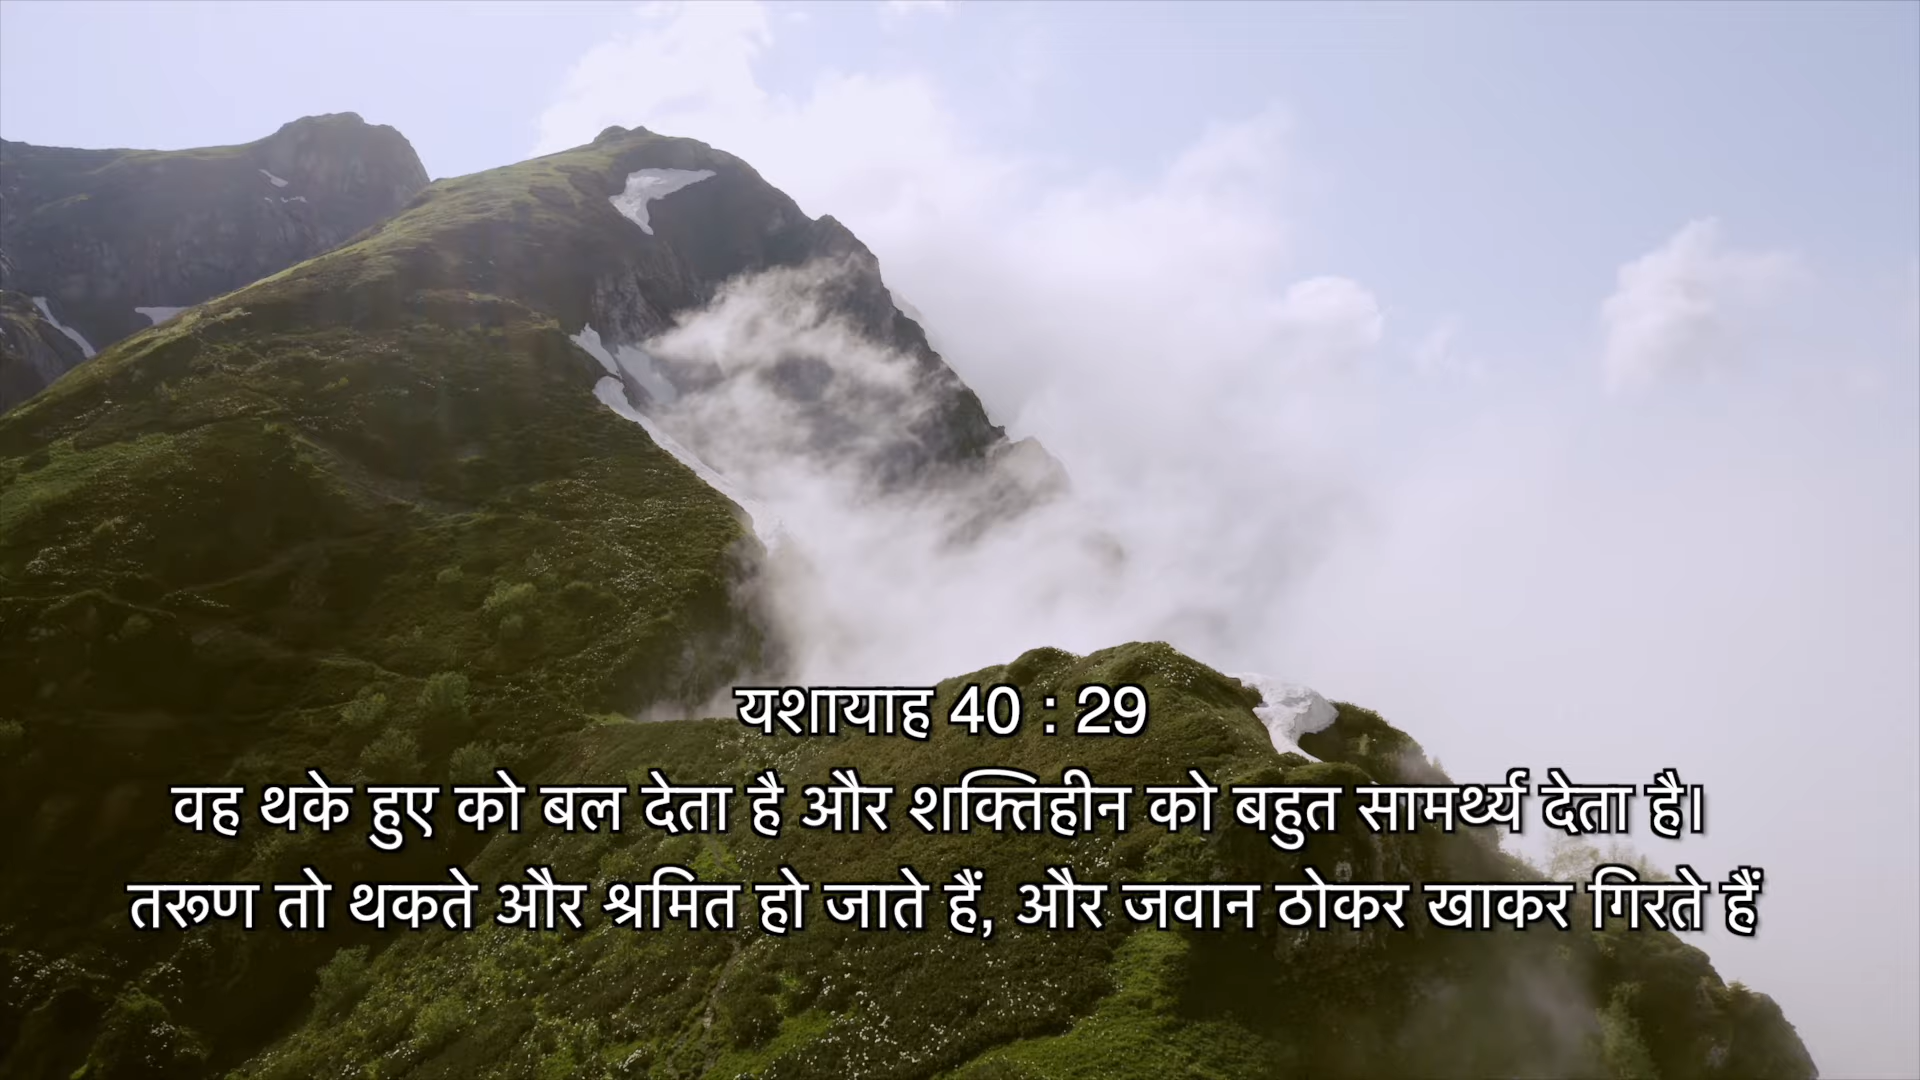 यशायाह 40 : 29
वह थके हुए को बल देता है और शक्तिहीन को बहुत सामर्थ्य देता है।
तरूण तो थकते और श्रमित हो जाते हैं, और जवान ठोकर खाकर गिरते हैं